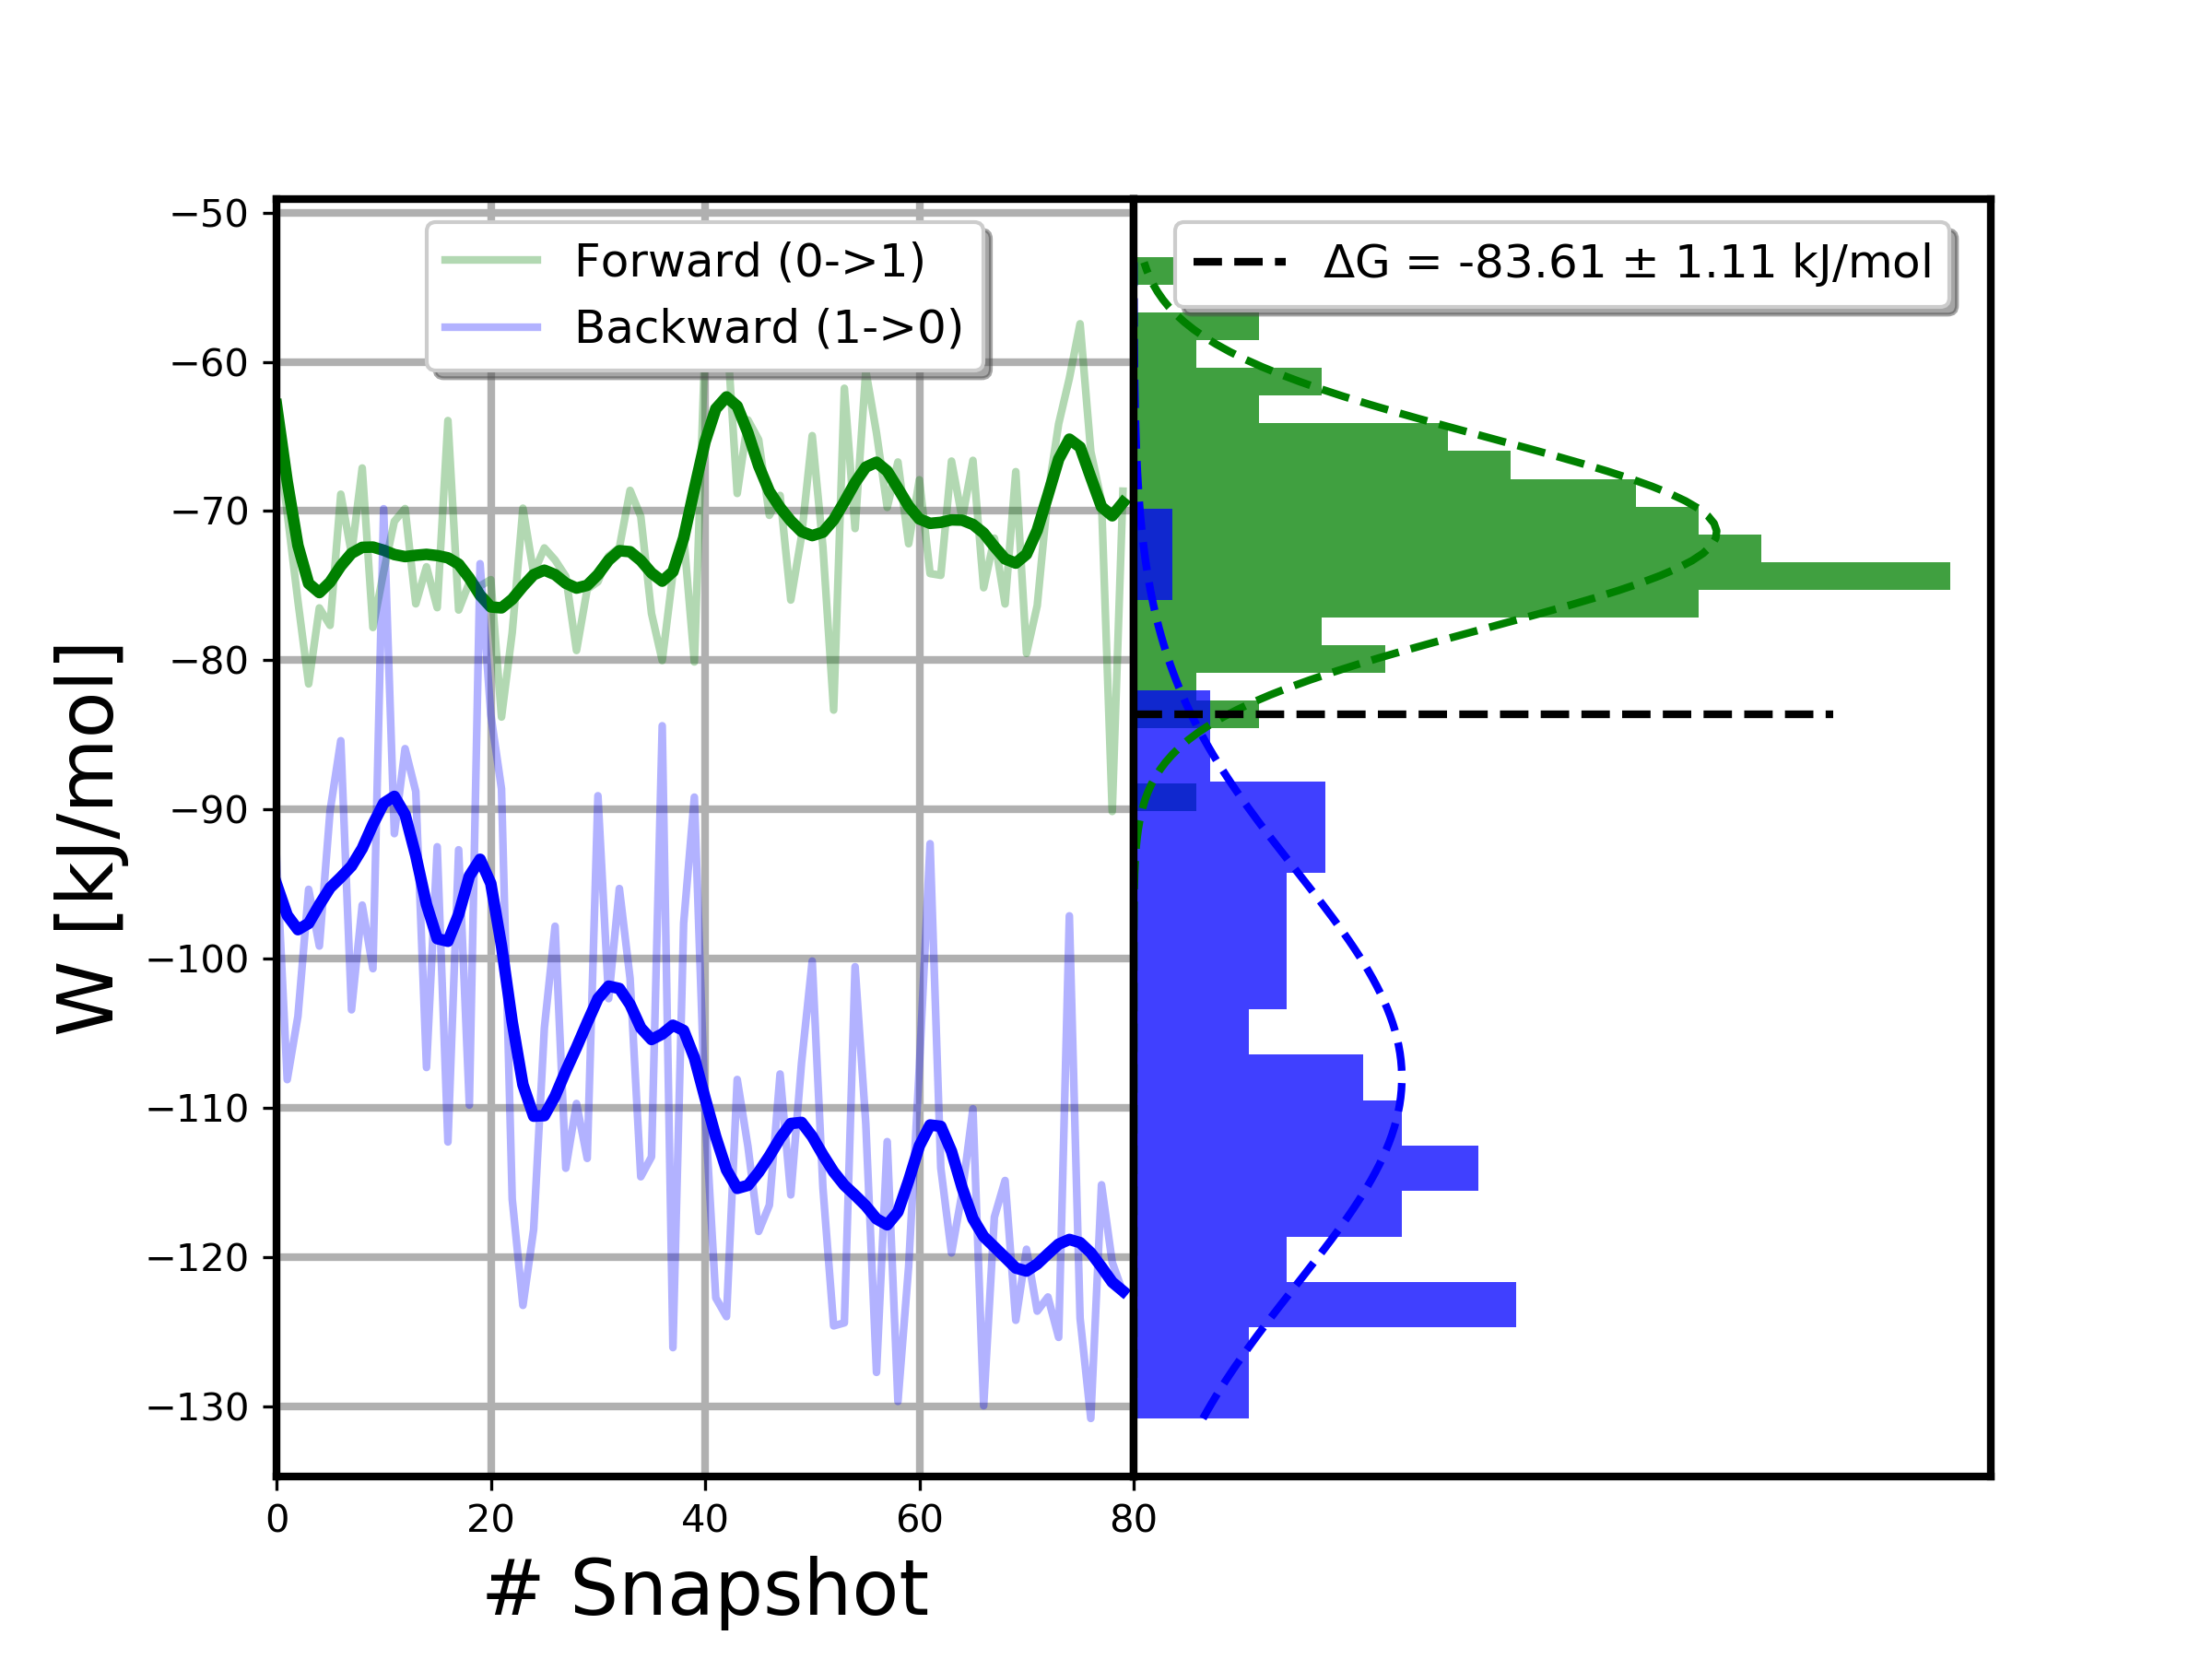 −50
−60
−70
−80
−90
−100
−110
−120
−130
W [kJ/mol]
Forward (0->1)
Backward (1->0)
ΔG = -83.61 ± 1.11 kJ/mol
0 20 40 60 80
# Snapshot